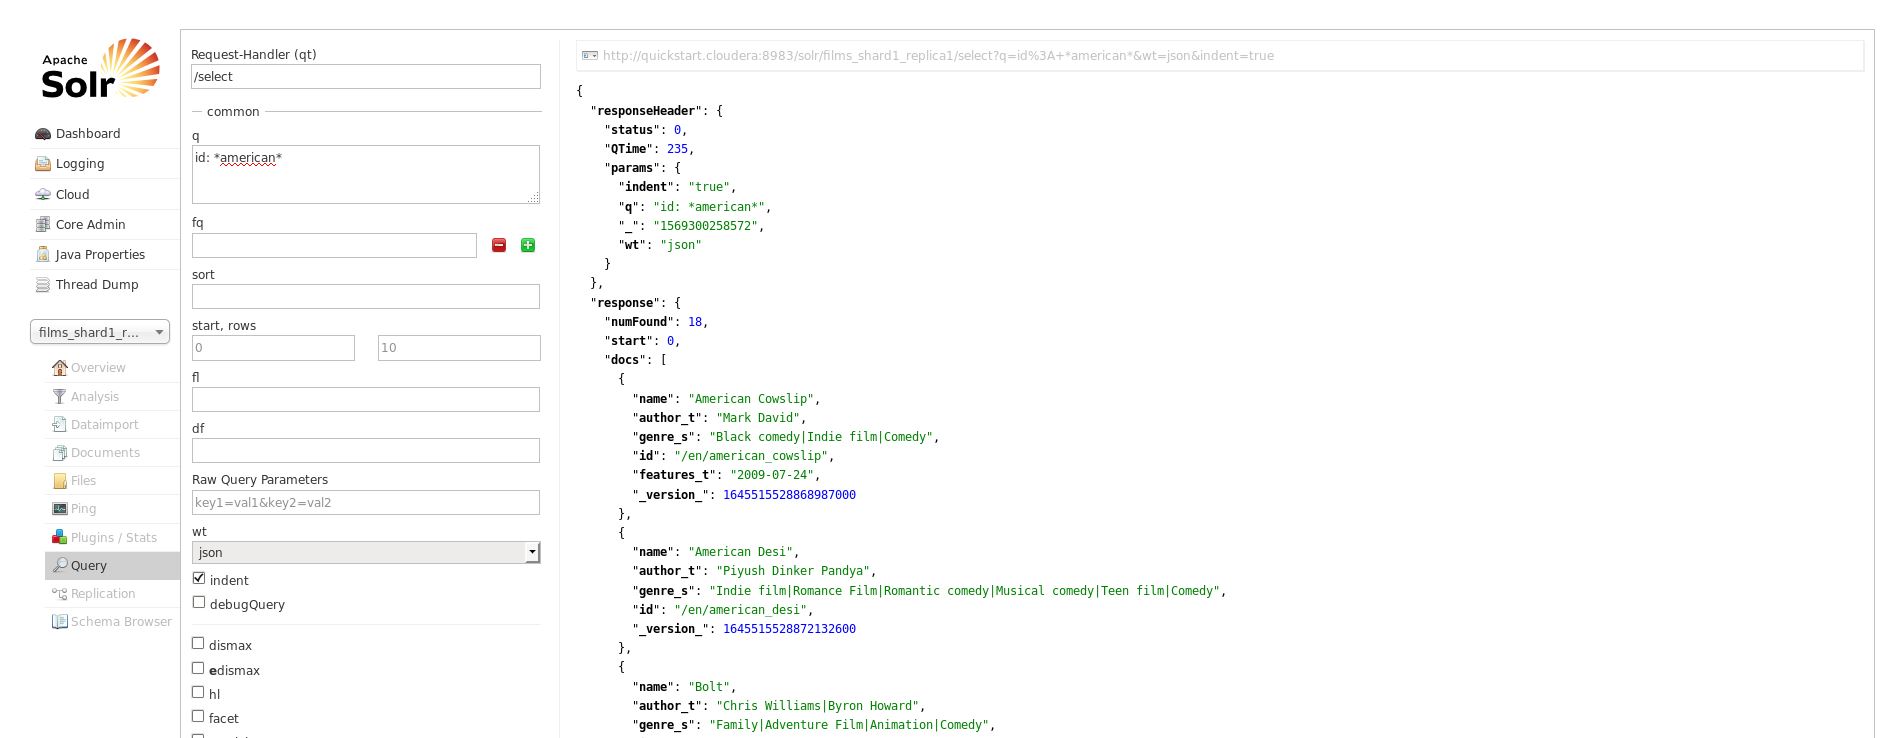 Apache
Solr
Dashboard
Logging
Cloud
Core Admin
Java Properties
Thread Dump
films_shard1_r...
Overview
Analysis
Dataimport
Documents
Files
Ping
Plugins / Stats
Query
Replication
Schema Browser
Request-Handler (qt)
/select
common
q
id: *american*
fq
sort
start, rows
0 10
fl
df
Raw Query Parameters
key1=val1&key2=val2
wt
json
indent
debugQuery
dismax
edismax
hl
facet
http://quickstart.cloudera:8983/solr/films_shard1_replica1/select?q=id%3A+*american*&wt=json&indent=true
{
"responseHeader": {
"status": 0,
"QTime": 235,
"params": {
"indent": "true",
"q": "id: *american*",
"_": "1569300258572",
"wt": "json"
}
},
"response": {
"numFound": 18,
"start": 0,
"docs": [
{
"name": "American Cowslip",
"author_t": "Mark David",
"genre_s": "Black comedy|Indie film|Comedy",
"id": "/en/american_cowslip",
"features_t": "2009-07-24",
"_version_": 1645515528868987000
},
{
"name": "American Desi",
"author_t": "Piyush Dinker Pandya",
"genre_s": "Indie film|Romance Film|Romantic comedy|Musical comedy|Teen film|Comedy",
"id": "/en/american_desi",
"_version_": 1645515528872132600
},
{
"name": "Bolt",
"author_t": "Chris Williams|Byron Howard",
"genre_s": "Family|Adventure Film|Animation|Comedy",